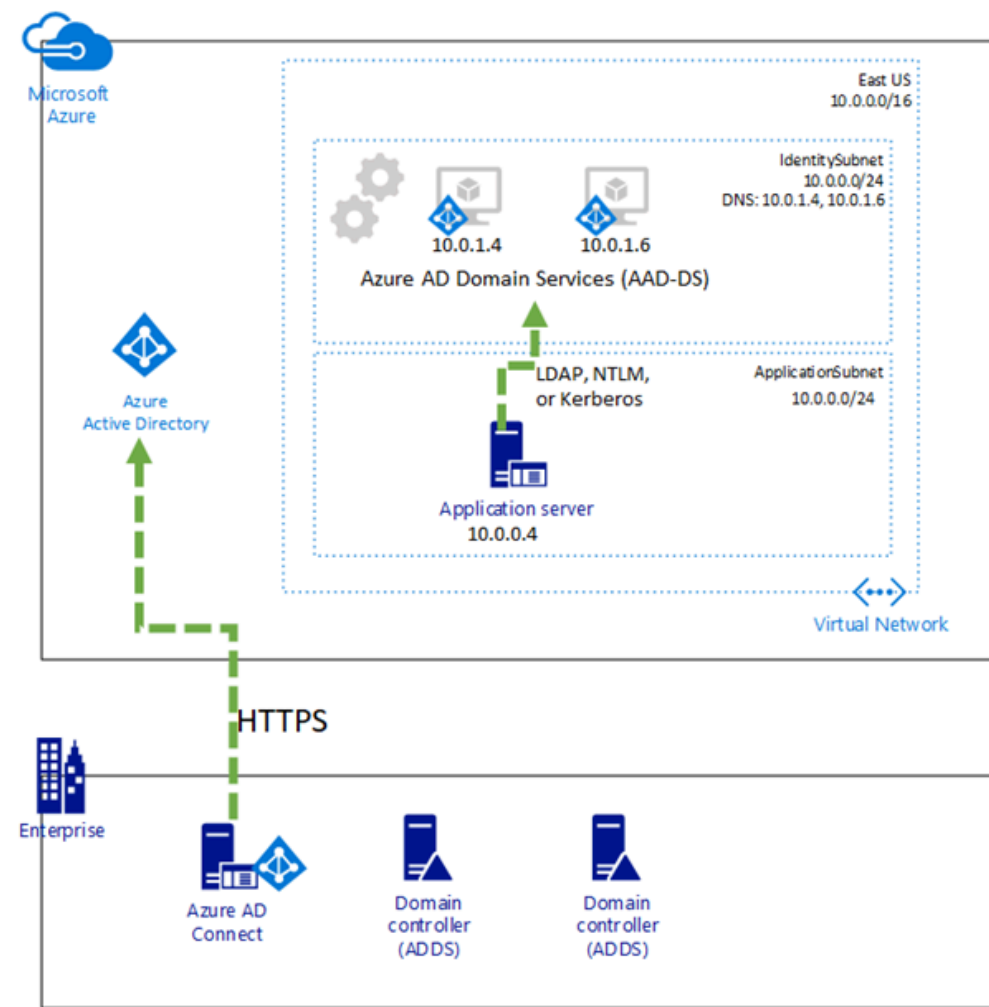 Microsoft
Azure
East US
10.0.0.0/16
IdentitySubnet
10.0.0.0/24
DNS: 10.0.1.4, 10.0.1.6
10.0.1.4
10.0.1.6
Azure AD Domain Services (AAD-DS)
LDAP, NTLM,
or Kerberos
ApplicationSubnet
10.0.0.0/24
Azure
Active Directory
Application server
10.0.0.4
Virtual Network
HTTPS
Enterprise
Azure AD
Connect
Domain
controller
(ADDS)
Domain
controller
(ADDS)